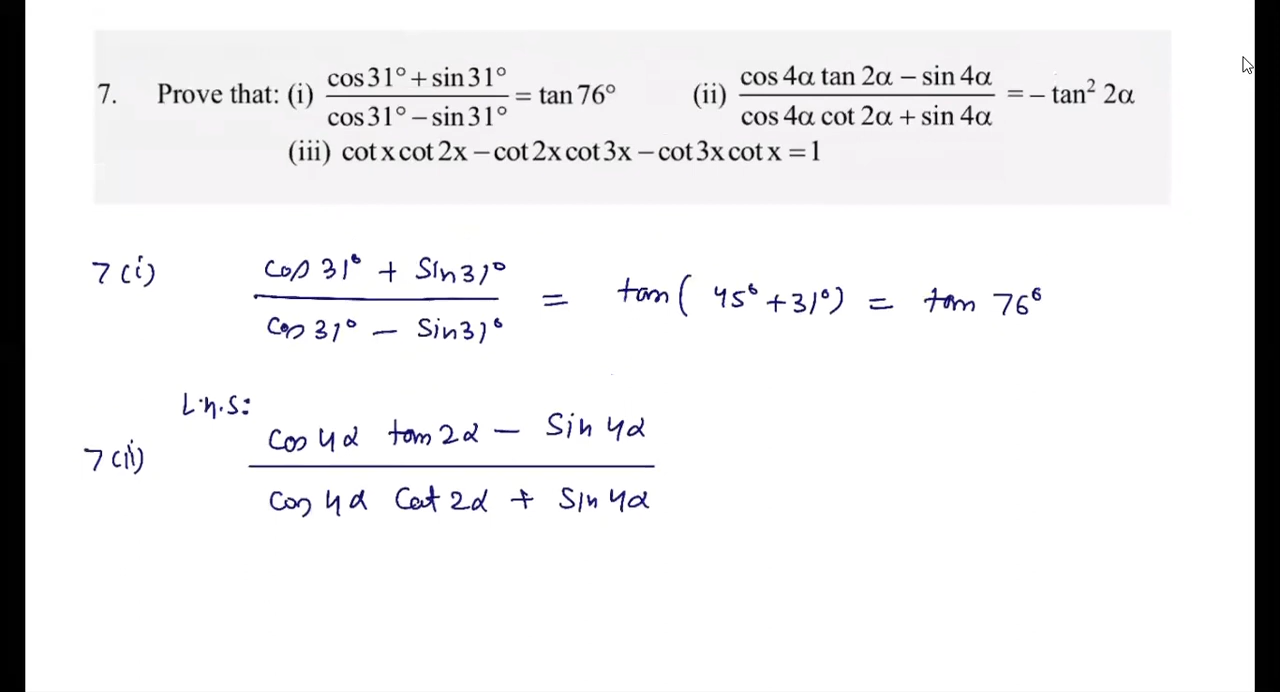 7. Prove that: (i) (cos 31° + sin 31°)/(cos 31° − sin 31°) = tan 76° (ii) (cos 4α tan 2α − sin 4α)/(cos 4α cot 2α + sin 4α) = − tan² 2α
(iii) cot x cot 2x − cot 2x cot 3x − cot 3x cot x = 1
7(i) (cos 31° + Sin 31°)/(cos 31° − Sin 31°) = tan(45° + 31°) = tan 76°
L.h.s:
7(ii) (cos 4α tan 2α − Sin 4α)/(cos 4α cot 2α + Sin 4α)